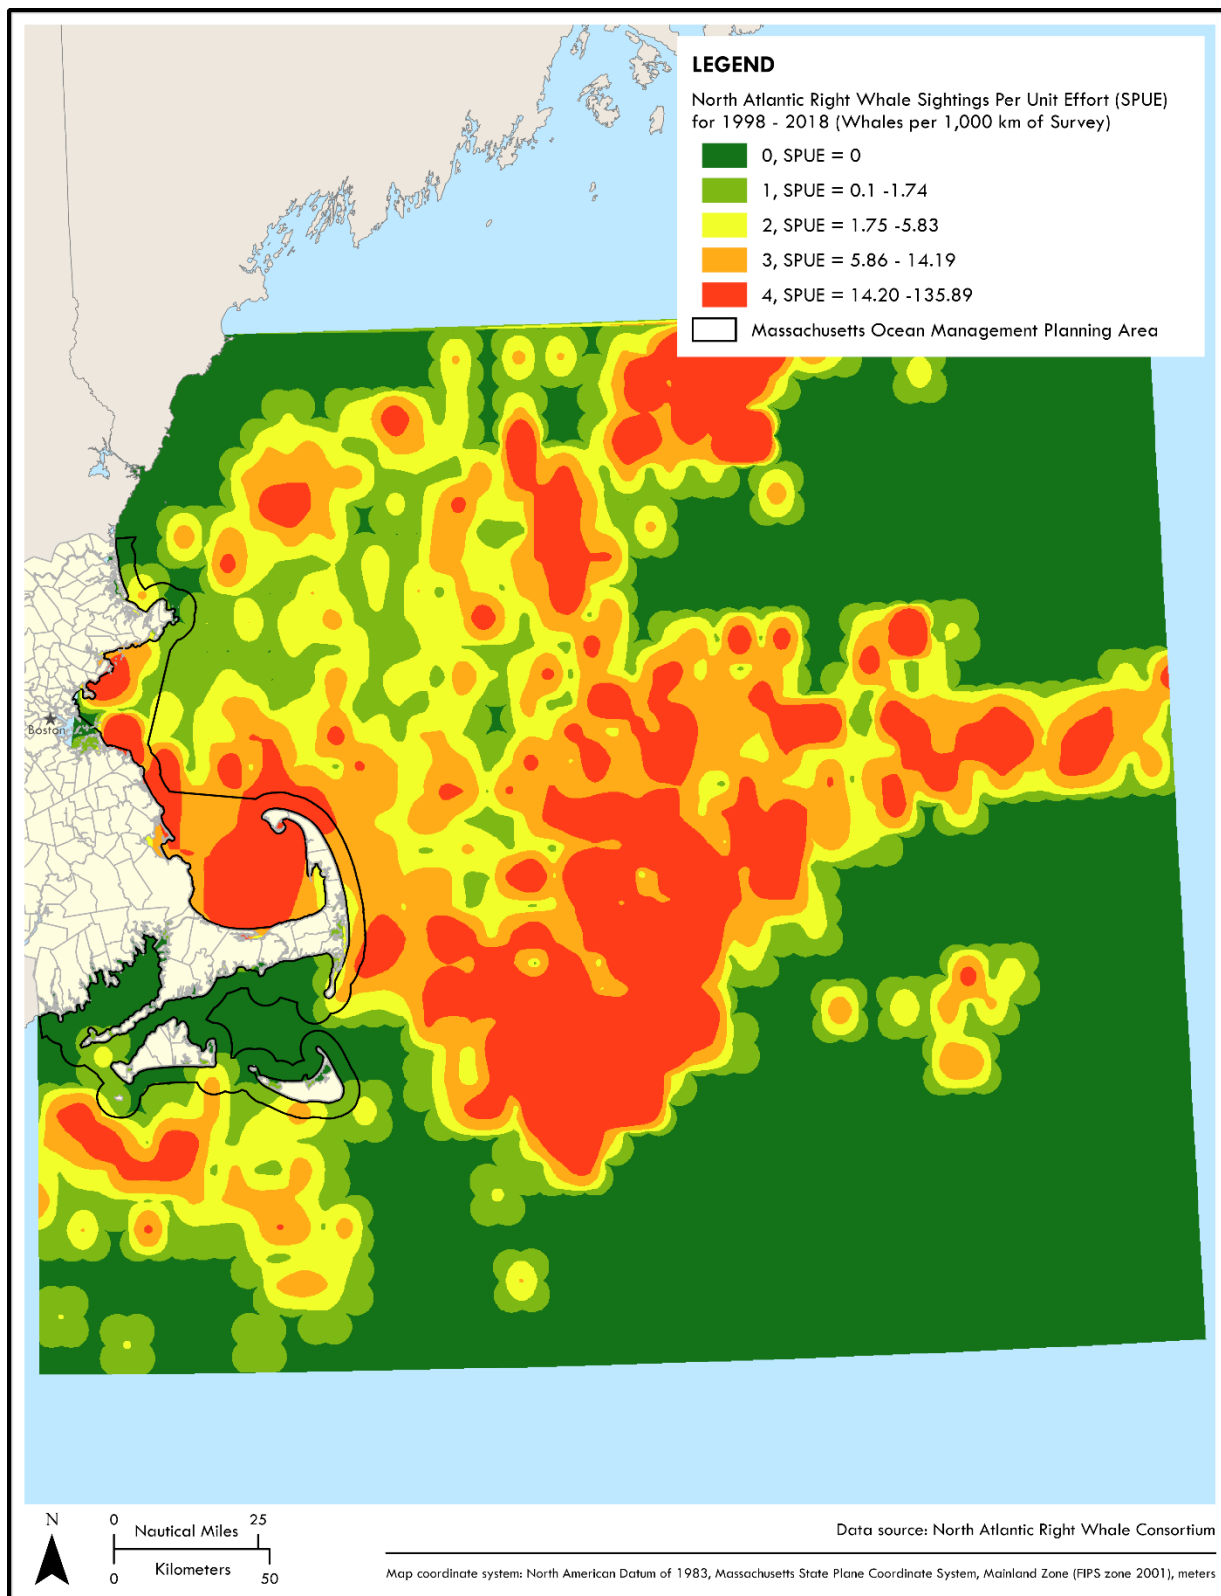 LEGEND
North Atlantic Right Whale Sightings Per Unit Effort (SPUE)
for 1998 - 2018 (Whales per 1,000 km of Survey)
0, SPUE = 0
1, SPUE = 0.1 -1.74
2, SPUE = 1.75 -5.83
3, SPUE = 5.86 - 14.19
4, SPUE = 14.20 -135.89
Massachusetts Ocean Management Planning Area
Boston
N
0 25
Nautical Miles
Kilometers
0 50
Data source: North Atlantic Right Whale Consortium
Map coordinate system: North American Datum of 1983, Massachusetts State Plane Coordinate System, Mainland Zone (FIPS zone 2001), meters